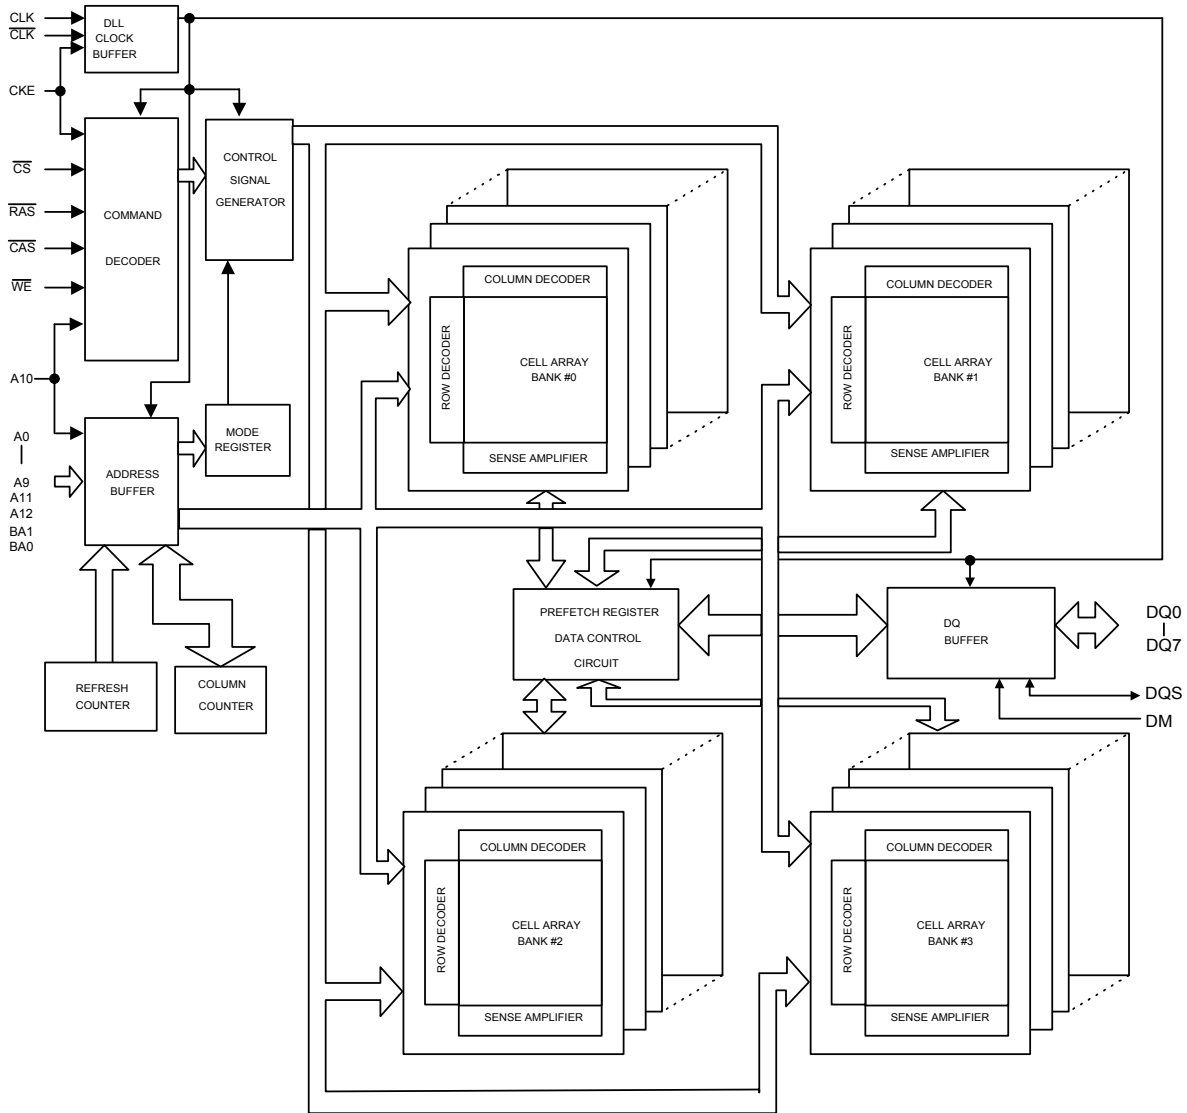 CLK
CLK
CKE
DLL
CLOCK
BUFFER
CS
RAS
CAS
WE
COMMAND
DECODER
CONTROL
SIGNAL
GENERATOR
A10
A0
A9
A11
A12
BA1
BA0
ADDRESS
BUFFER
MODE
REGISTER
REFRESH
COUNTER
COLUMN
COUNTER
COLUMN DECODER
ROW DECODER
CELL ARRAY
BANK #0
SENSE AMPLIFIER
COLUMN DECODER
ROW DECODER
CELL ARRAY
BANK #1
SENSE AMPLIFIER
PREFETCH REGISTER
DATA CONTROL
CIRCUIT
DQ
BUFFER
DQ0
DQ7
DQS
DM
COLUMN DECODER
ROW DECODER
CELL ARRAY
BANK #2
SENSE AMPLIFIER
COLUMN DECODER
ROW DECODER
CELL ARRAY
BANK #3
SENSE AMPLIFIER